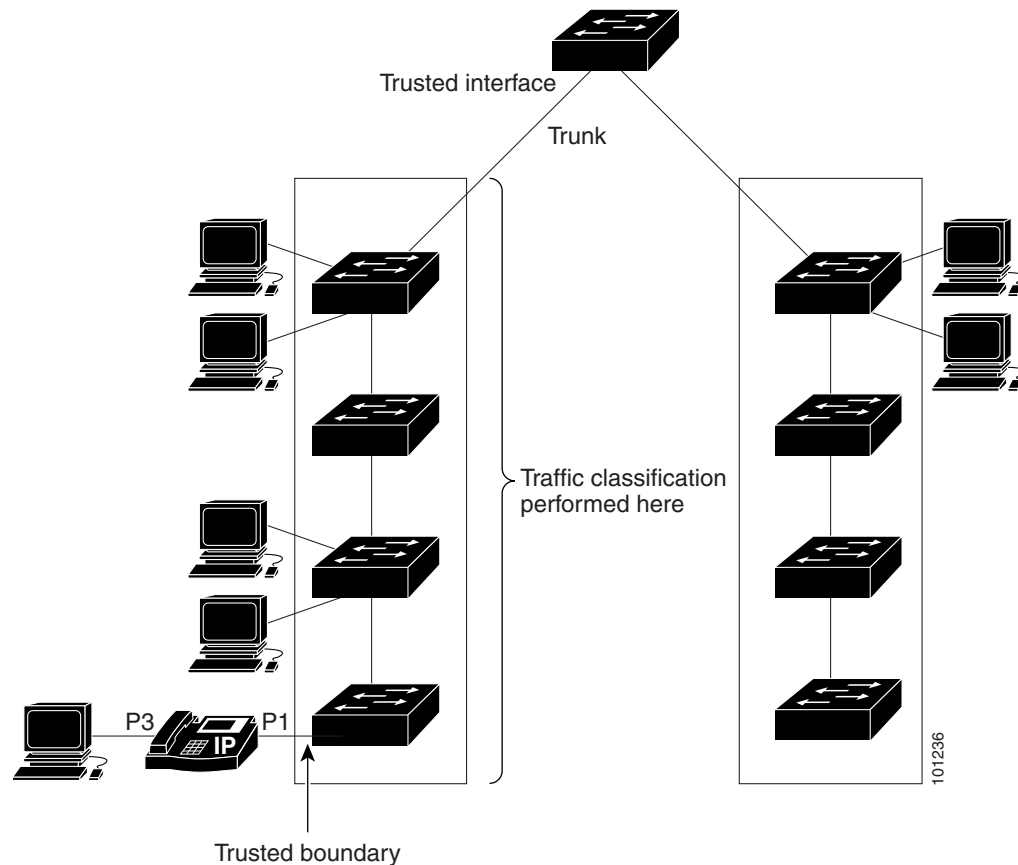 Trusted interface
Trunk
Traffic classification
performed here
P3
IP
P1
101236
Trusted boundary